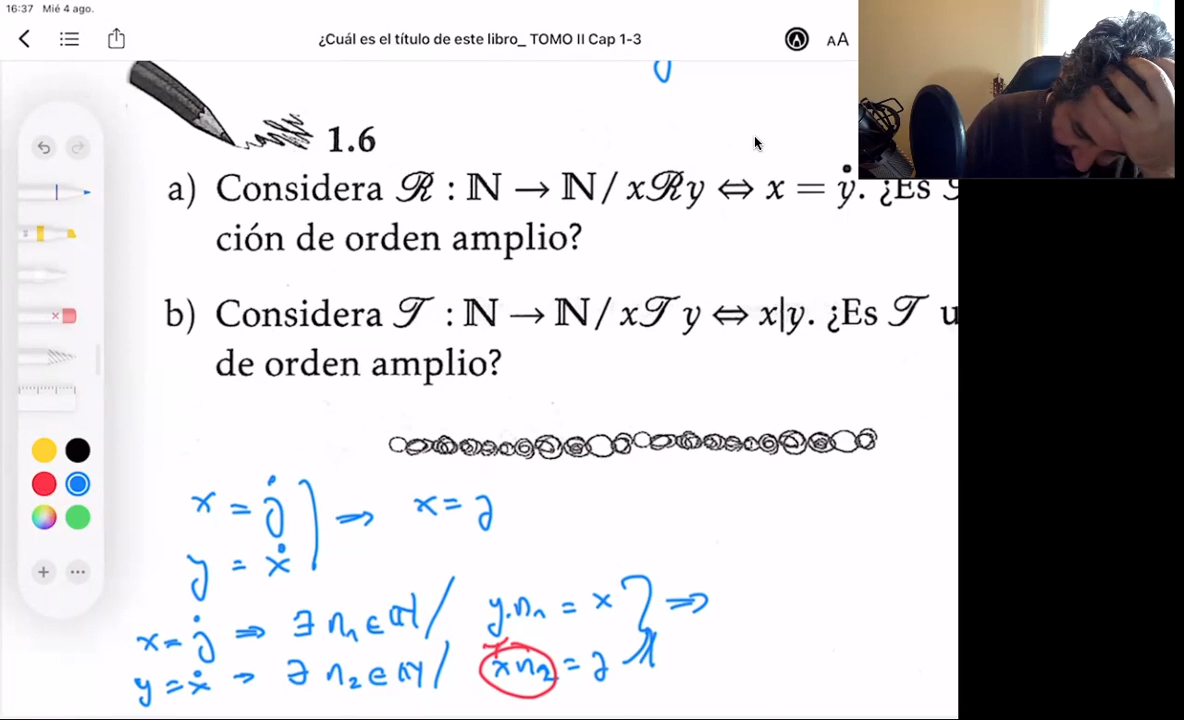 16:37 Mié 4 ago.
¿Cuál es el título de este libro_ TOMO II Cap 1-3
AA
1.6
a) Considera ℛ : ℕ → ℕ/ xℛy ⇔ x = ẏ. ¿Es
ción de orden amplio?
b) Considera 𝒯 : ℕ → ℕ/ x𝒯y ⇔ x|y. ¿Es 𝒯 u
de orden amplio?
x = ẏ
y = ẋ } ⇒ x = y
x = ẏ ⇒ ∃ n₁ ∈ ℕ / y.n₁ = x
y = ẋ → ∃ n₂ ∈ ℕ / x n₂ = y } ⇒